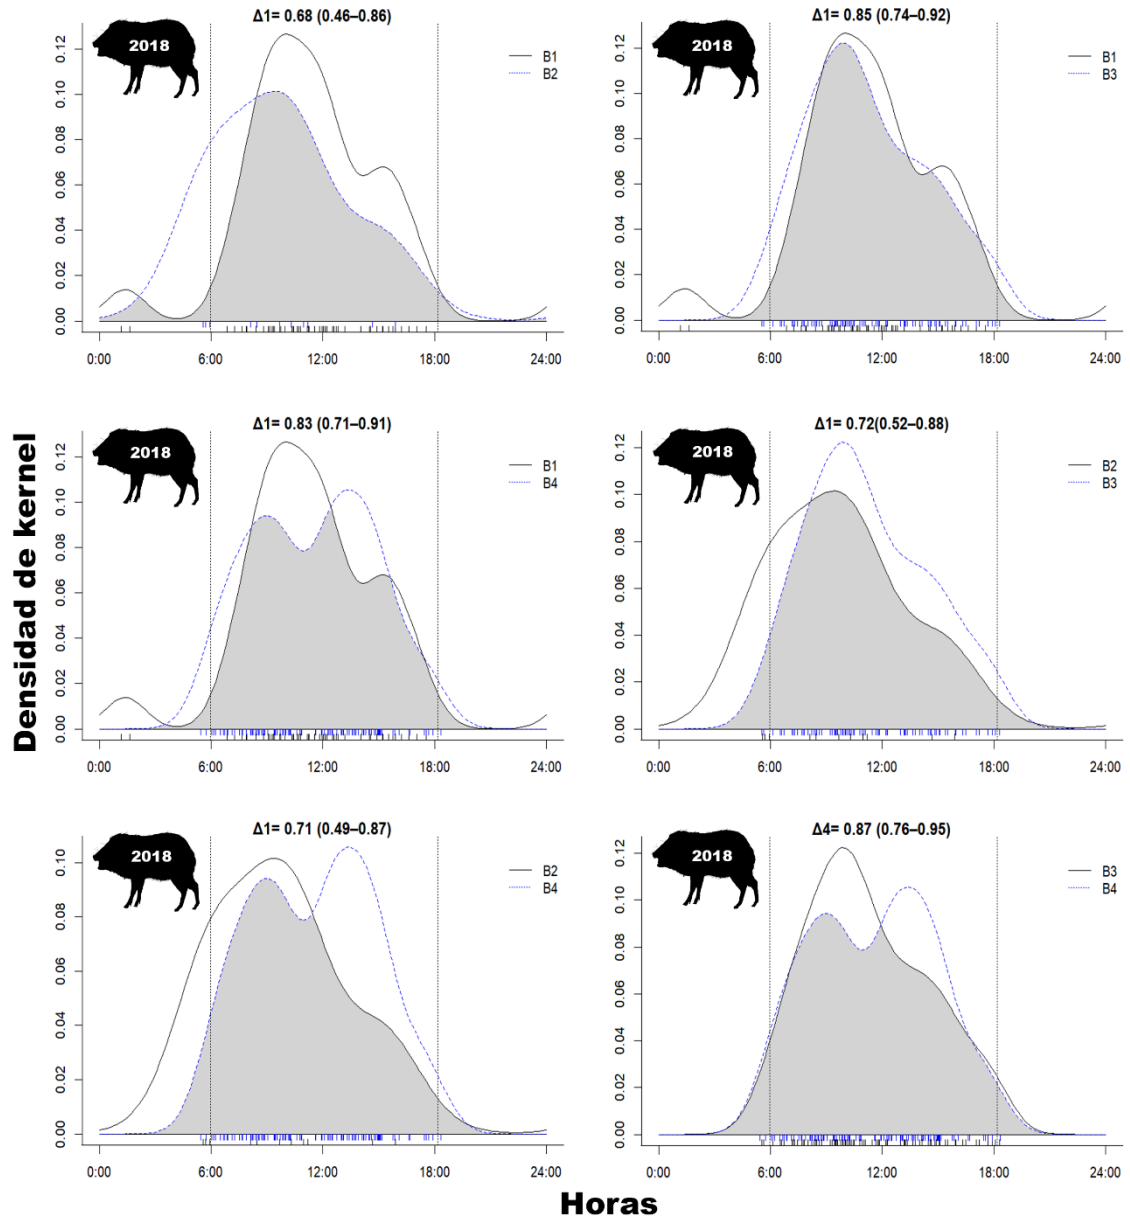 Δ1= 0.68 (0.46–0.86)
2018
B1
B2
0.00 0.02 0.04 0.06 0.08 0.10 0.12
0:00 6:00 12:00 18:00 24:00
Δ1= 0.85 (0.74–0.92)
2018
B1
B3
0.00 0.02 0.04 0.06 0.08 0.10 0.12
0:00 6:00 12:00 18:00 24:00
Δ1= 0.83 (0.71–0.91)
2018
B1
B4
0.00 0.02 0.04 0.06 0.08 0.10 0.12
0:00 6:00 12:00 18:00 24:00
Δ1= 0.72(0.52–0.88)
2018
B2
B3
0.00 0.02 0.04 0.06 0.08 0.10 0.12
0:00 6:00 12:00 18:00 24:00
Densidad de kernel
Δ1= 0.71 (0.49–0.87)
2018
B2
B4
0.00 0.02 0.04 0.06 0.08 0.10
0:00 6:00 12:00 18:00 24:00
Δ4= 0.87 (0.76–0.95)
2018
B3
B4
0.00 0.02 0.04 0.06 0.08 0.10 0.12
0:00 6:00 12:00 18:00 24:00
Horas